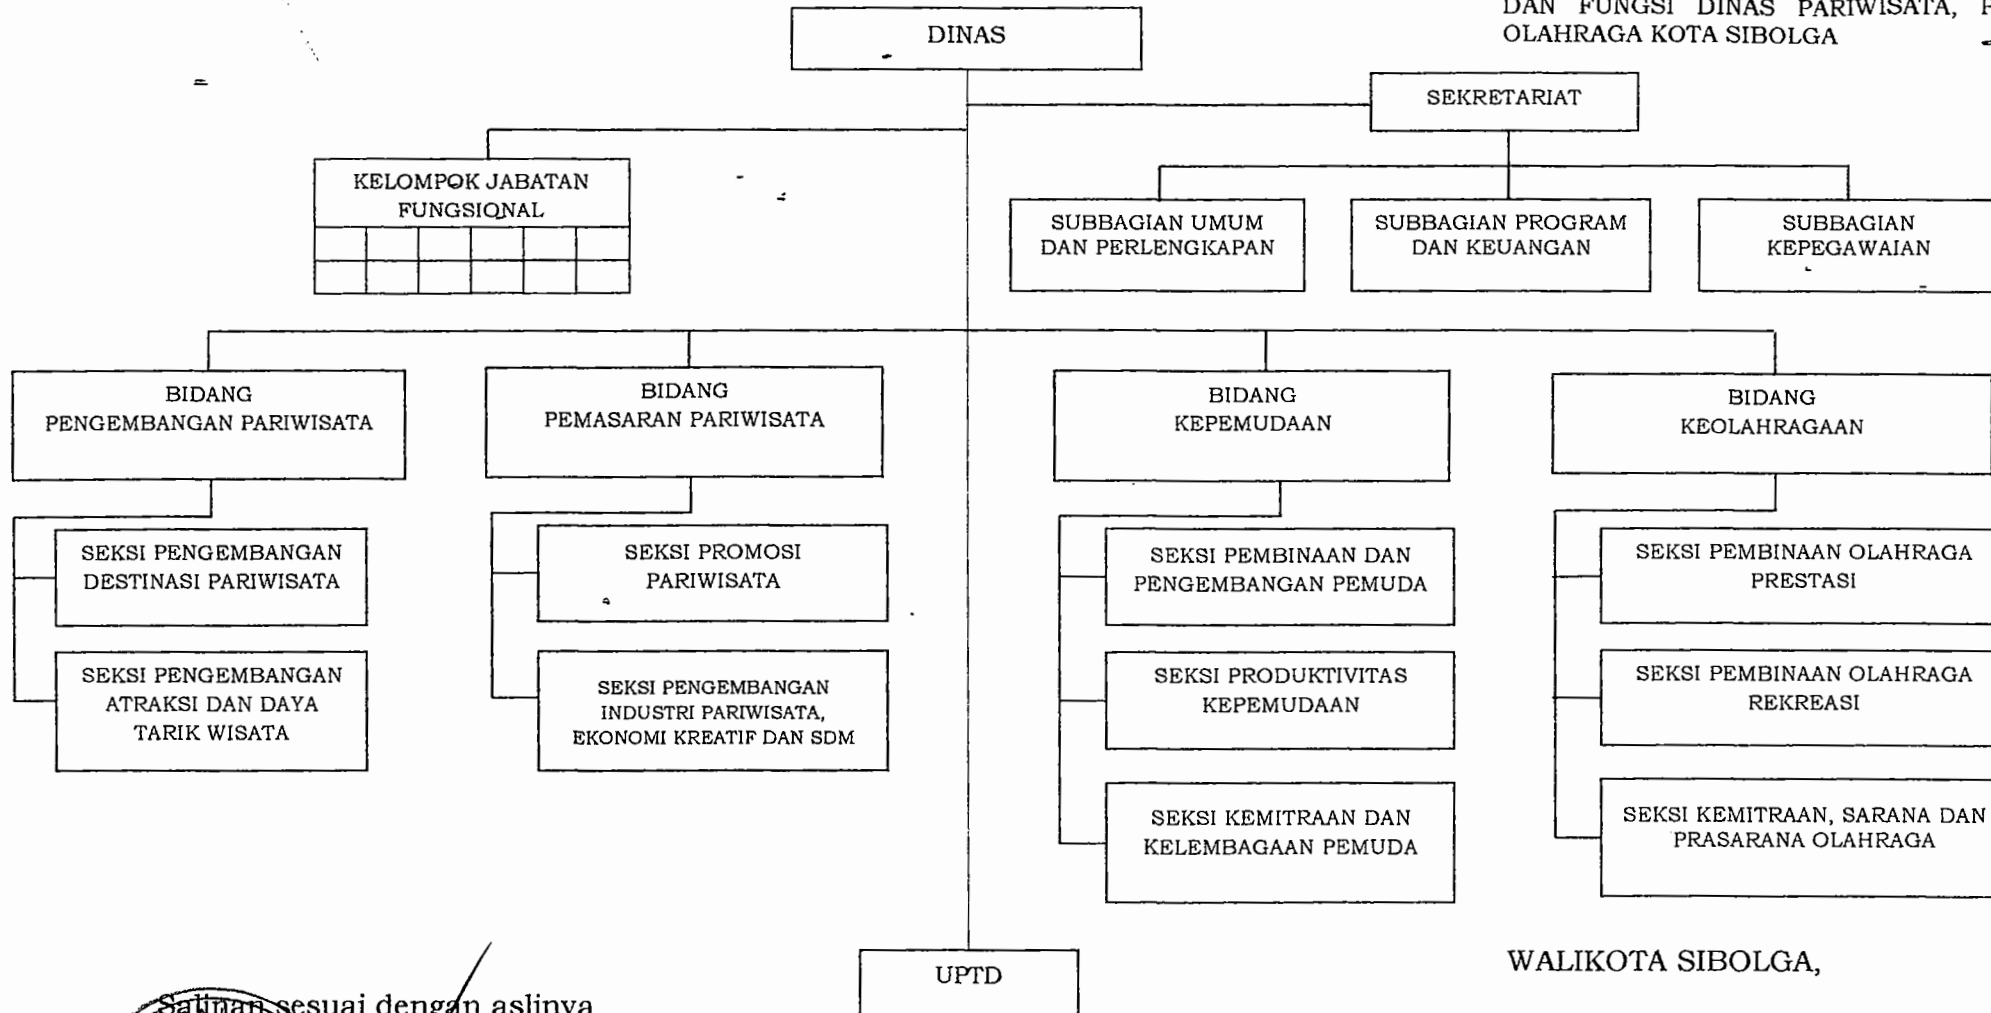 DAN FUNGSI DINAS PARIWISATA,
OLAHRAGA KOTA SIBOLGA
DINAS
SEKRETARIAT
KELOMPOK JABATAN
FUNGSIONAL
SUBBAGIAN UMUM
DAN PERLENGKAPAN
SUBBAGIAN PROGRAM
DAN KEUANGAN
SUBBAGIAN
KEPEGAWAIAN
BIDANG
PENGEMBANGAN PARIWISATA
BIDANG
PEMASARAN PARIWISATA
BIDANG
KEPEMUDAAN
BIDANG
KEOLAHRAGAAN
SEKSI PENGEMBANGAN
DESTINASI PARIWISATA
SEKSI PENGEMBANGAN
ATRAKSI DAN DAYA
TARIK WISATA
SEKSI PROMOSI
PARIWISATA
SEKSI PENGEMBANGAN
INDUSTRI PARIWISATA,
EKONOMI KREATIF DAN SDM
SEKSI PEMBINAAN DAN
PENGEMBANGAN PEMUDA
SEKSI PRODUKTIVITAS
KEPEMUDAAN
SEKSI KEMITRAAN DAN
KELEMBAGAAN PEMUDA
SEKSI PEMBINAAN OLAHRAGA
PRESTASI
SEKSI PEMBINAAN OLAHRAGA
REKREASI
SEKSI KEMITRAAN, SARANA DAN
PRASARANA OLAHRAGA
UPTD
WALIKOTA SIBOLGA,
Salinan sesuai dengan aslinya